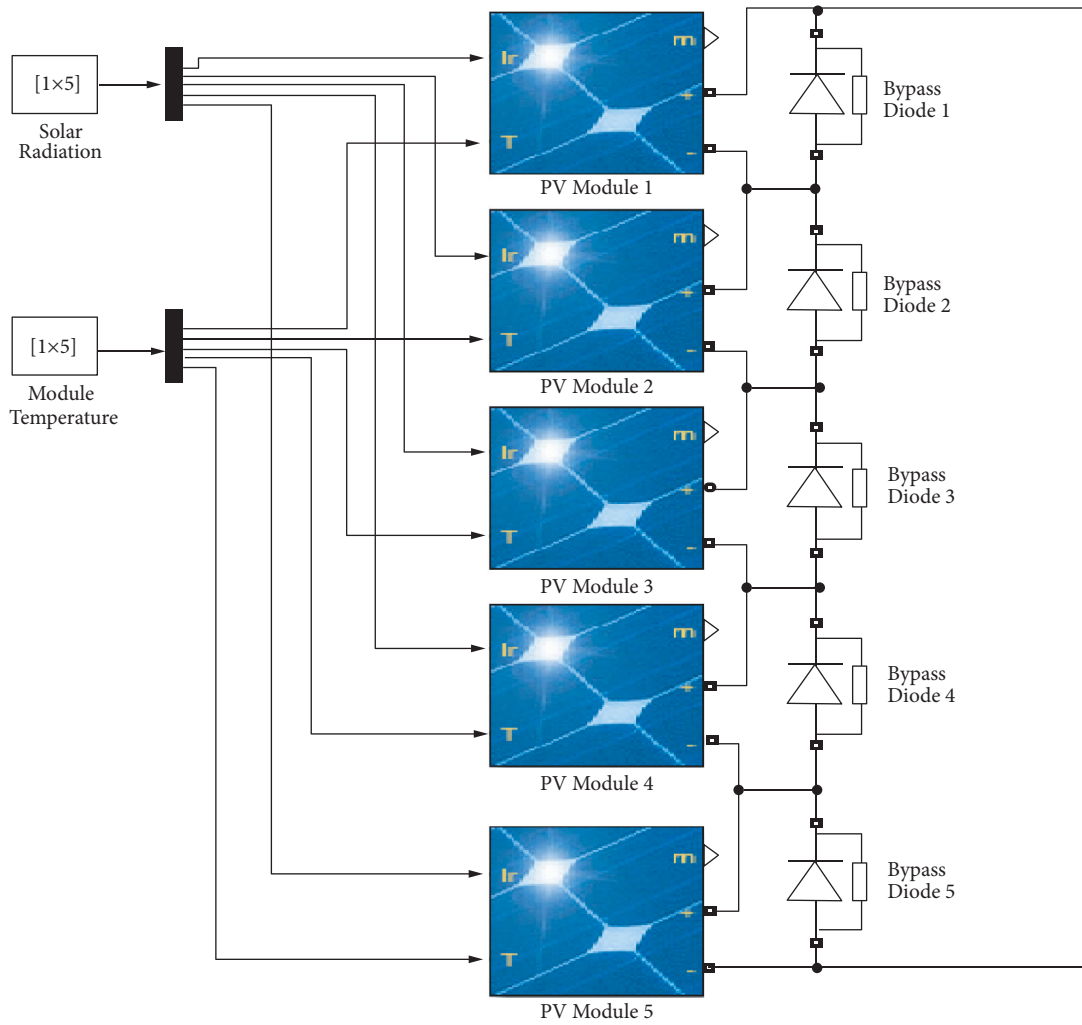 [1×5]
Solar
Radiation
[1×5]
Module
Temperature
Ir
m
+
T
-
PV Module 1
Ir
m
+
T
-
PV Module 2
Ir
m
+
T
-
PV Module 3
Ir
m
+
T
-
PV Module 4
Ir
m
+
T
-
PV Module 5
Bypass
Diode 1
Bypass
Diode 2
Bypass
Diode 3
Bypass
Diode 4
Bypass
Diode 5